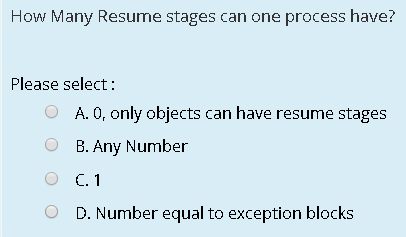 How Many Resume stages can one process have?
Please select :
A. 0, only objects can have resume stages
B. Any Number
C. 1
D. Number equal to exception blocks